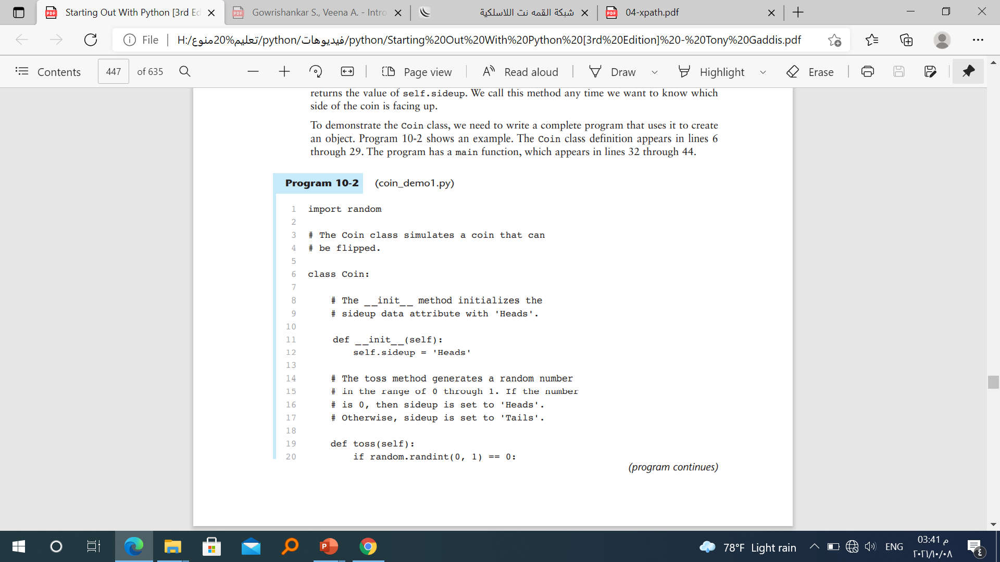 Starting Out With Python [3rd Ed
Gowrishankar S., Veena A. - Intro
شبكة القمه نت اللاسلكية
04-xpath.pdf
File
H:/تعليم%20منوع/python/فيديوهات/python/Starting%20Out%20With%20Python%20[3rd%20Edition]%20-%20Tony%20Gaddis.pdf
Contents
447
of 635
Page view
Read aloud
Draw
Highlight
Erase
returns the value of self.sideup. We call this method any time we want to know which
side of the coin is facing up.
To demonstrate the Coin class, we need to write a complete program that uses it to create
an object. Program 10-2 shows an example. The Coin class definition appears in lines 6
through 29. The program has a main function, which appears in lines 32 through 44.
Program 10-2 (coin_demo1.py)
1 import random
2
3 # The Coin class simulates a coin that can
4 # be flipped.
5
6 class Coin:
7
8     # The __init__ method initializes the
9     # sideup data attribute with 'Heads'.
10
11     def __init__(self):
12         self.sideup = 'Heads'
13
14     # The toss method generates a random number
15     # in the range of 0 through 1. If the number
16     # is 0, then sideup is set to 'Heads'.
17     # Otherwise, sideup is set to 'Tails'.
18
19     def toss(self):
20         if random.randint(0, 1) == 0:
(program continues)
78°F Light rain
ENG
03:41 م
٢٠٢١/١٠/٠٨
٤